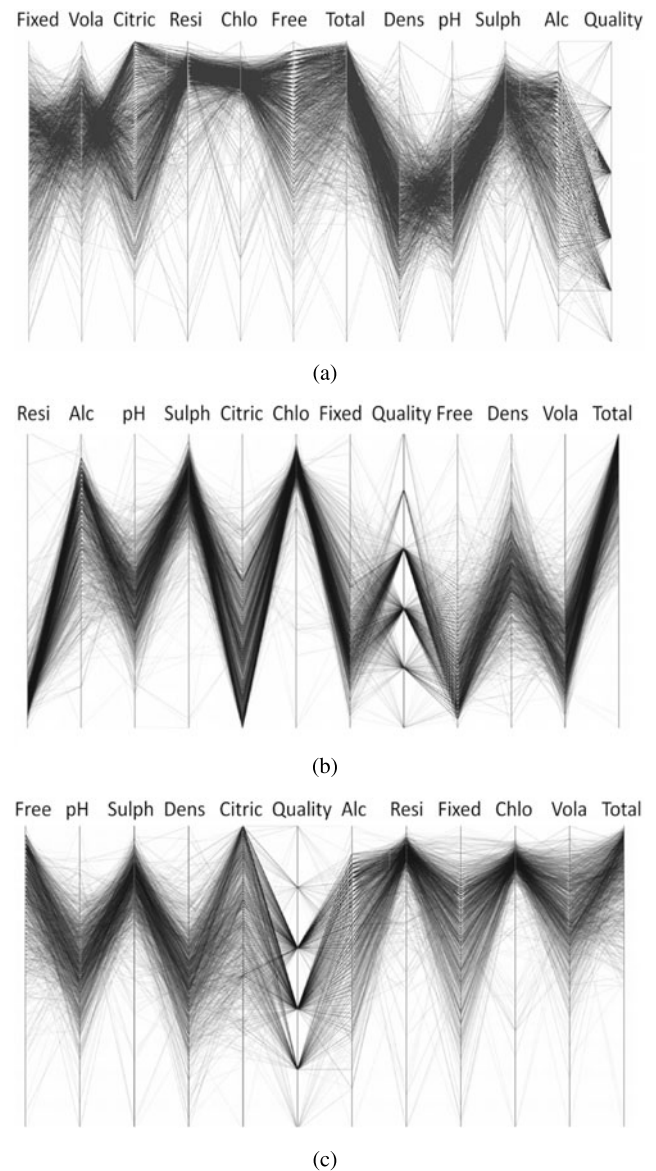 Fixed Vola Citric Resi Chlo Free Total Dens pH Sulph Alc Quality
(a)
Resi Alc pH Sulph Citric Chlo Fixed Quality Free Dens Vola Total
(b)
Free pH Sulph Dens Citric Quality Alc Resi Fixed Chlo Vola Total
(c)